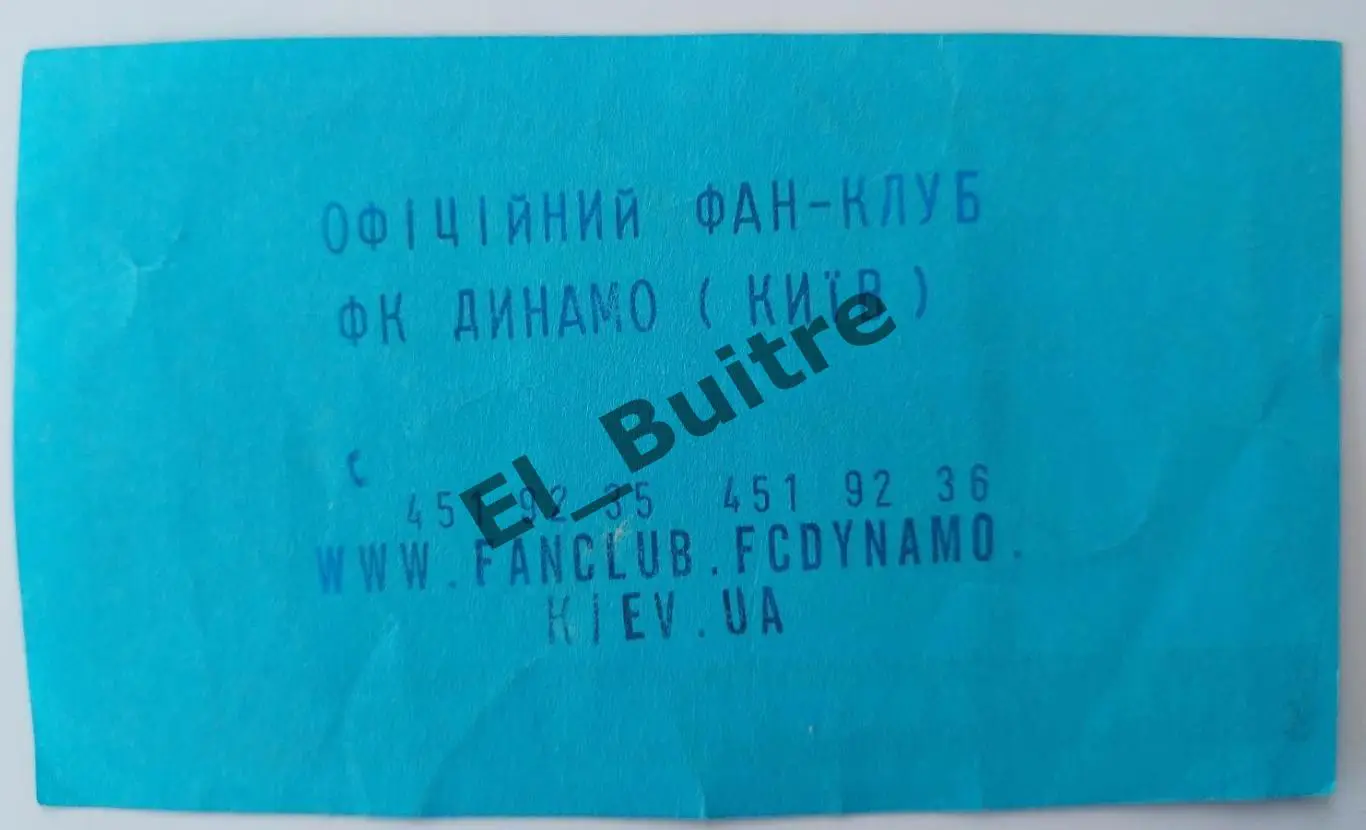 ОФІЦІЙНИЙ ФАН-КЛУБ
ФК ДИНАМО (КИЇВ)
El_Buitre
с
451 92 35 451 92 36
WWW.FANCLUB.FCDYNAMO.
KIEV.UA